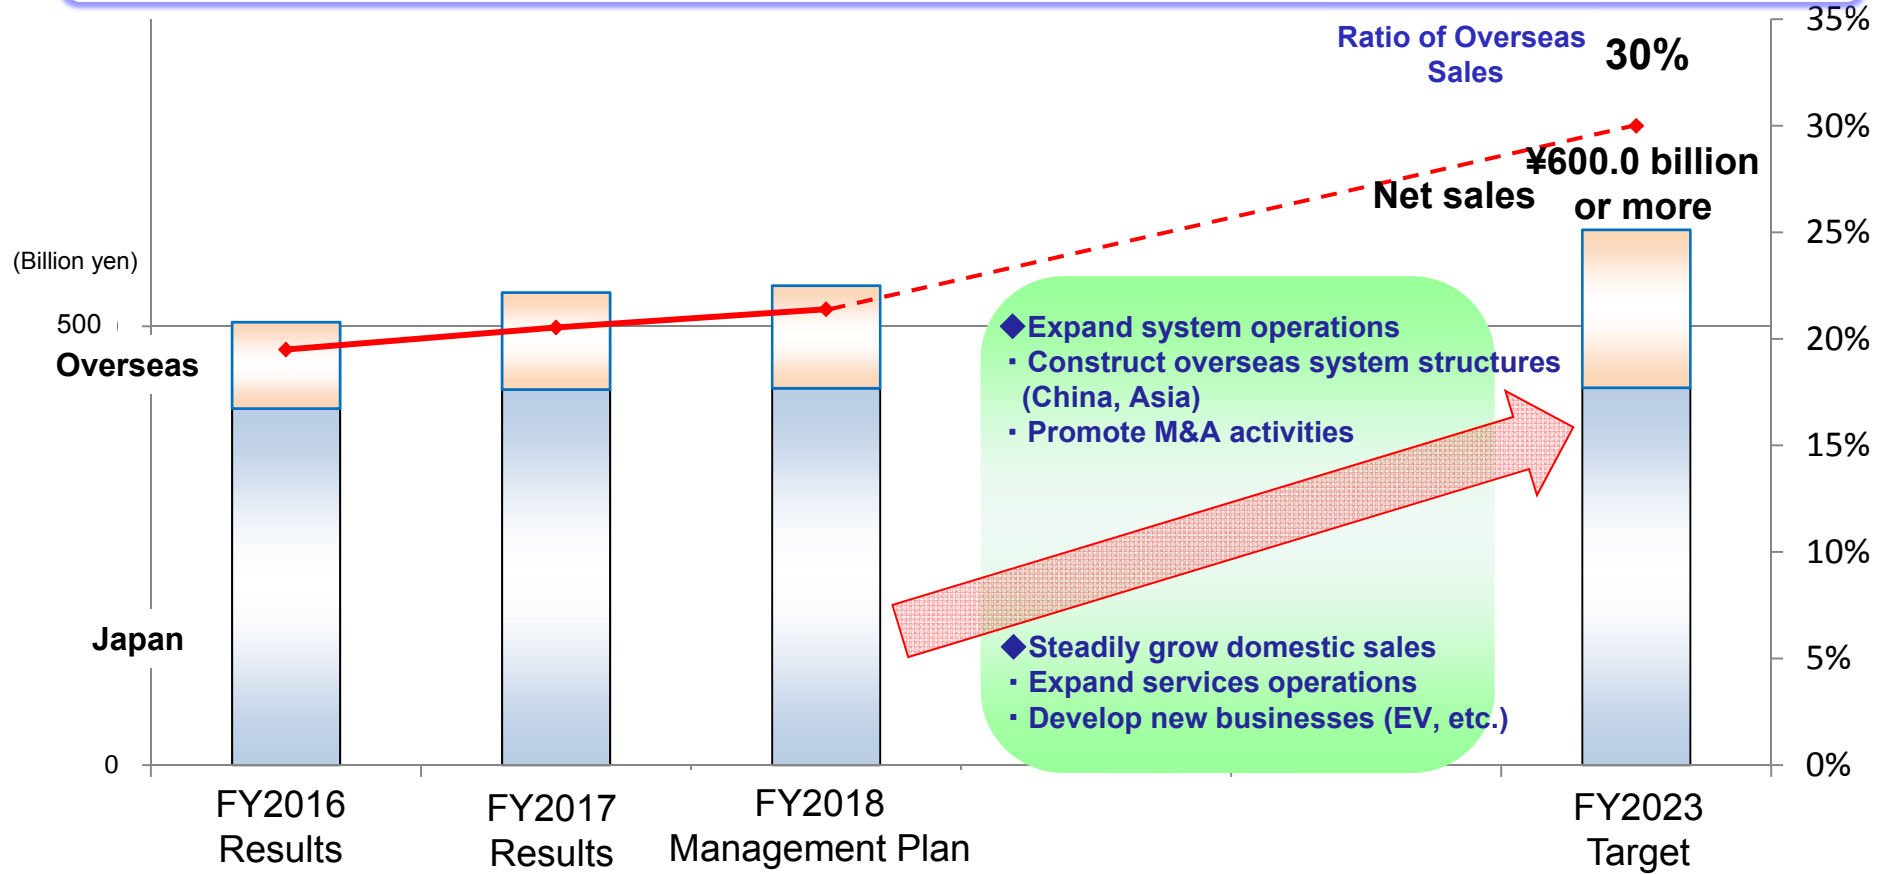 35%
Ratio of Overseas
Sales
30%
30%
¥600.0 billion
or more
Net sales
25%
(Billion yen)
500
20%
Overseas
◆Expand system operations
・Construct overseas system structures
(China, Asia)
・Promote M&A activities
15%
10%
Japan
◆Steadily grow domestic sales
・Expand services operations
・Develop new businesses (EV, etc.)
5%
0
0%
FY2016
Results
FY2017
Results
FY2018
Management Plan
FY2023
Target